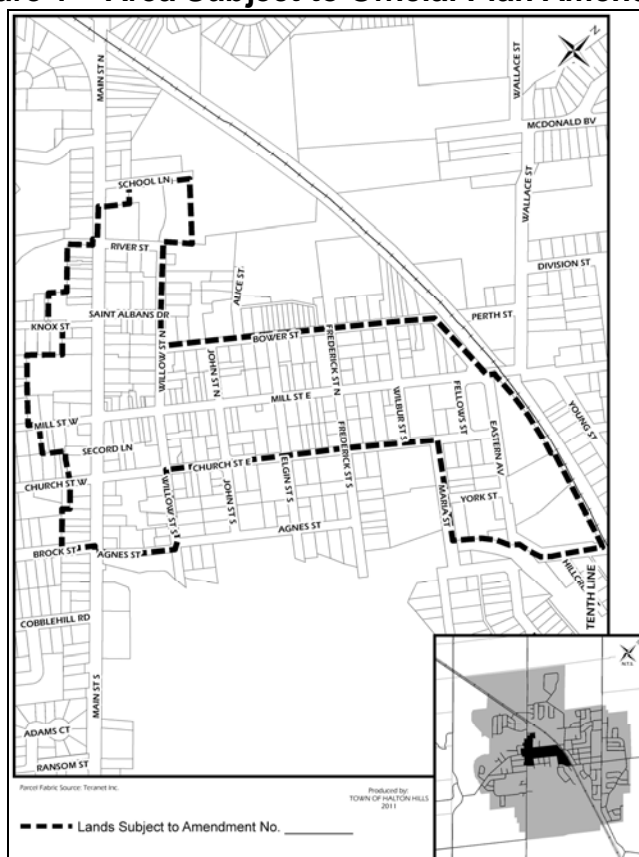 Area Subject to Official Plan
MAIN ST N
Z
WALLACE ST
MCDONALD BV
SCHOOL LN
WALLACE ST
RIVER ST
ALICE ST
DIVISION ST
SAINT ALBANS DR
PERTH ST
KNOX ST
WILLOW ST N
BOWER ST
FREDERICK ST N
JOHN ST N
MILL ST E
WILBUR ST S
FELLOWS ST
YOUNG ST
MILL ST W
SECORD LN
FREDERICK ST S
EASTERN AV
CHURCH ST E
CHURCH ST W
WILLOW ST S
JOHN ST S
ELGIN ST S
MARIA ST
YORK ST
AGNES ST
BROCK ST
AGNES ST
HILLCRE
TENTH LINE
COBBLEHILL RD
MAIN ST S
N.T.S.
ADAMS CT
RANSOM ST
Parcel Fabric Source: Teranet Inc.
Produced by:
TOWN OF HALTON HILLS
2011
Lands Subject to Amendment No. ________